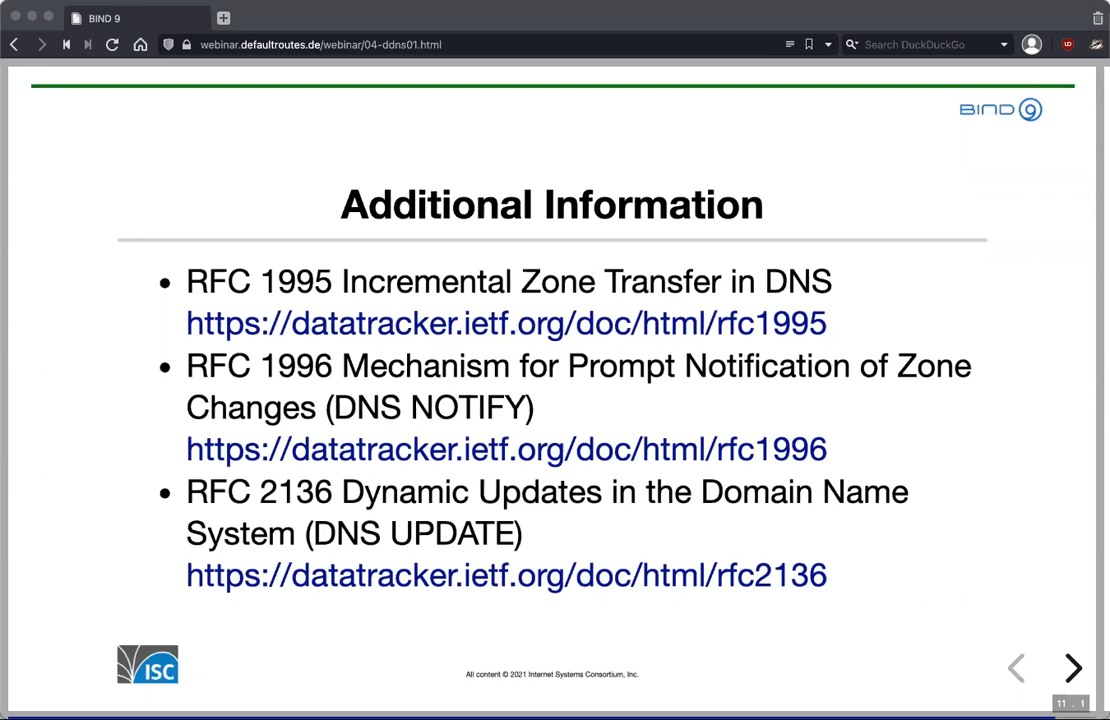 BIND 9
webinar.defaultroutes.de/webinar/04-ddns01.html
Search DuckDuckGo
BIND 9
Additional Information
• RFC 1995 Incremental Zone Transfer in DNS
https://datatracker.ietf.org/doc/html/rfc1995
• RFC 1996 Mechanism for Prompt Notification of Zone
Changes (DNS NOTIFY)
https://datatracker.ietf.org/doc/html/rfc1996
• RFC 2136 Dynamic Updates in the Domain Name
System (DNS UPDATE)
https://datatracker.ietf.org/doc/html/rfc2136
ISC
All content © 2021 Internet Systems Consortium, Inc.
11 . 1